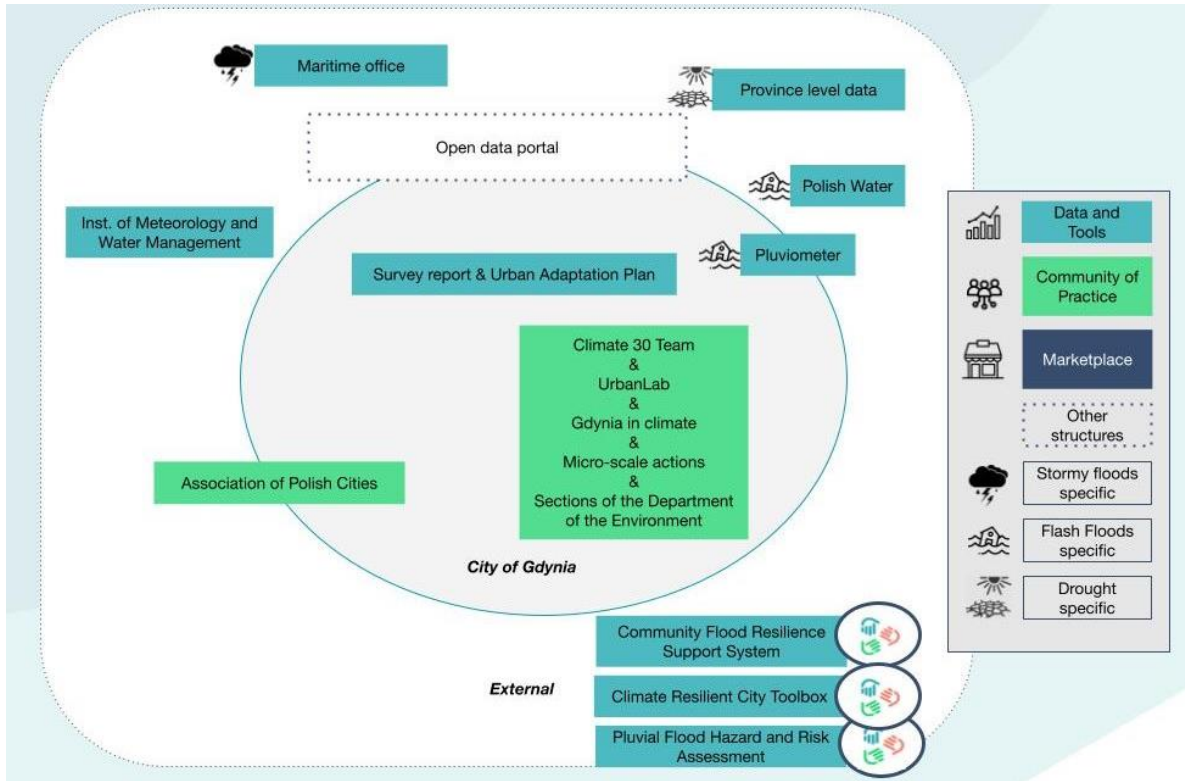 Maritime office
Province level data
Open data portal
Polish Water
Inst. of Meteorology and
Water Management
Pluviometer
Survey report & Urban Adaptation Plan
Climate 30 Team
&
UrbanLab
&
Gdynia in climate
&
Micro-scale actions
&
Sections of the Department
of the Environment
Association of Polish Cities
City of Gdynia
Community Flood Resilience
Support System
External
Climate Resilient City Toolbox
Pluvial Flood Hazard and Risk
Assessment
Data and
Tools
Community of
Practice
Marketplace
Other
structures
Stormy floods
specific
Flash Floods
specific
Drought
specific